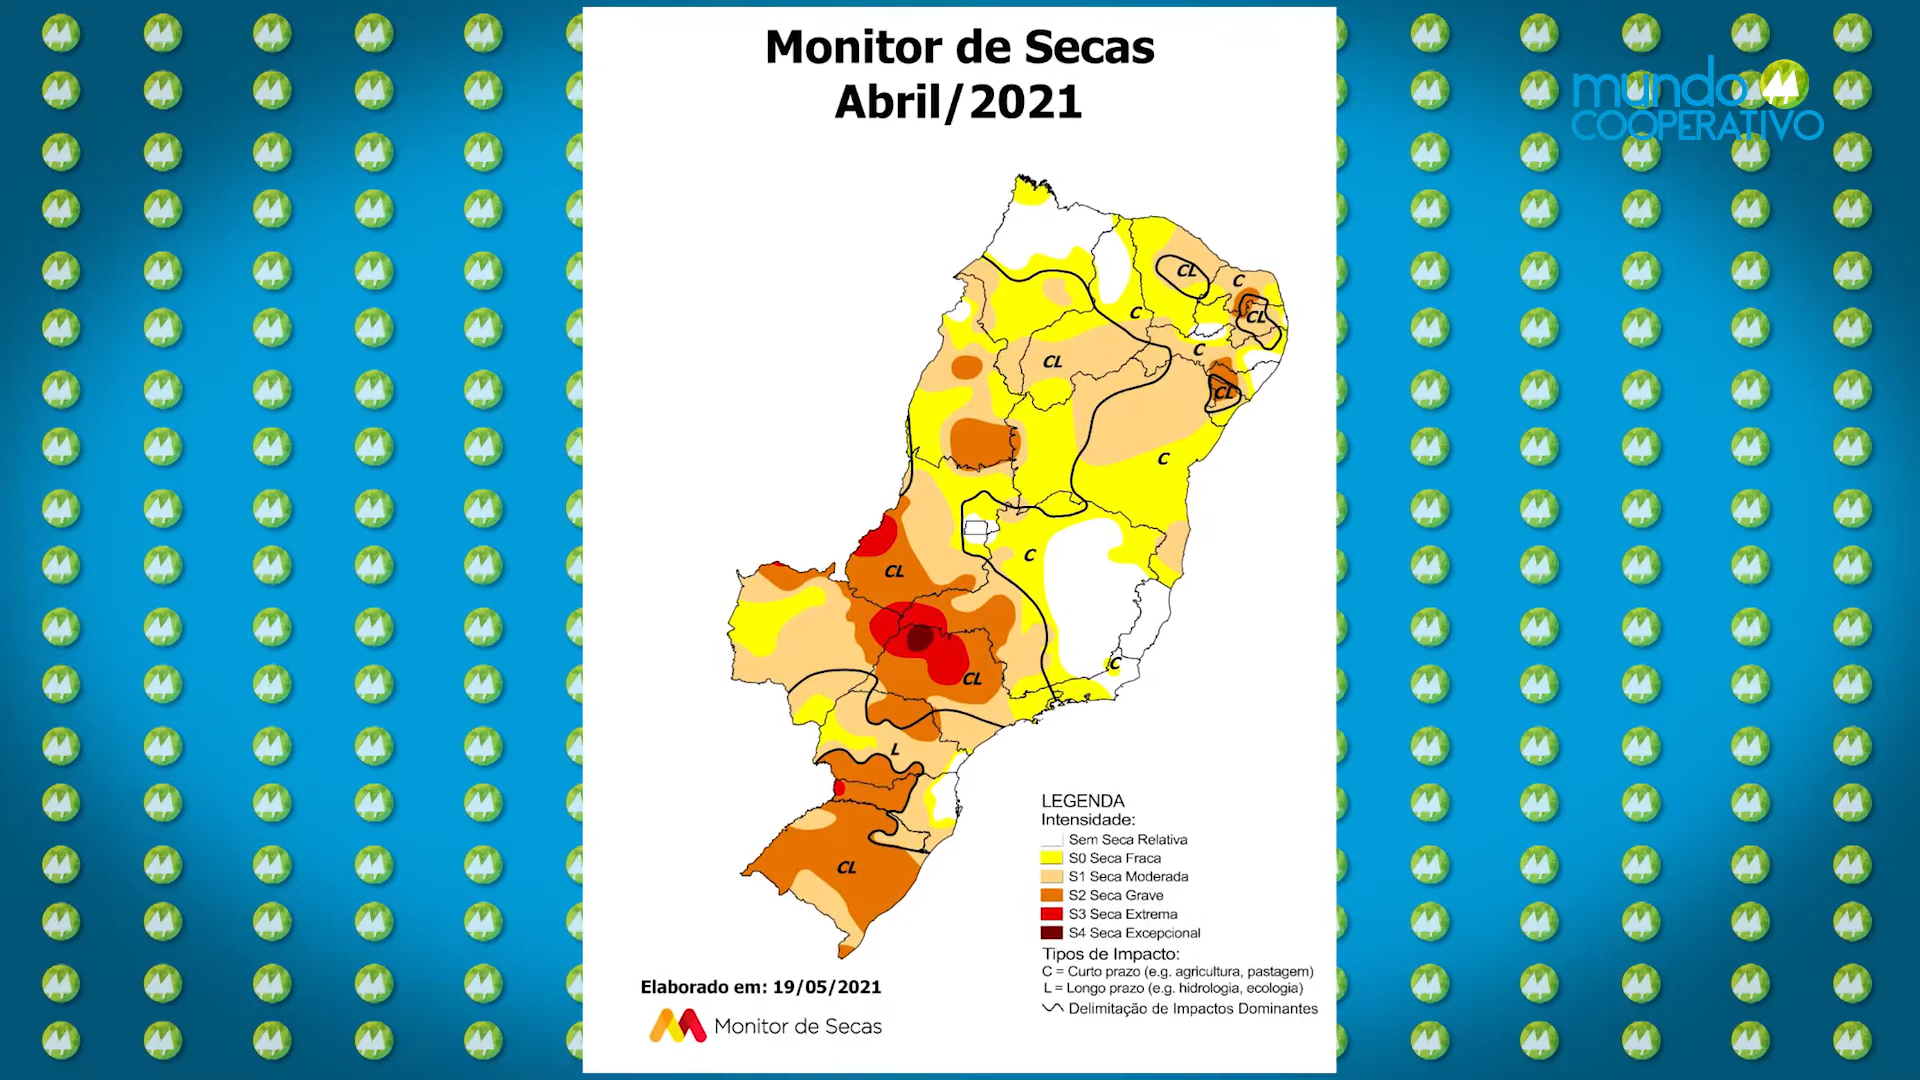 Monitor de Secas
Abril/2021
mundo
COOPERATIVO
CL
C
CL
C
C
CL
CL
C
C
CL
C
CL
L
CL
LEGENDA
Intensidade:
Sem Seca Relativa
S0 Seca Fraca
S1 Seca Moderada
S2 Seca Grave
S3 Seca Extrema
S4 Seca Excepcional
Tipos de Impacto:
C = Curto prazo (e.g. agricultura, pastagem)
L = Longo prazo (e.g. hidrologia, ecologia)
Delimitação de Impactos Dominantes
Elaborado em: 19/05/2021
Monitor de Secas